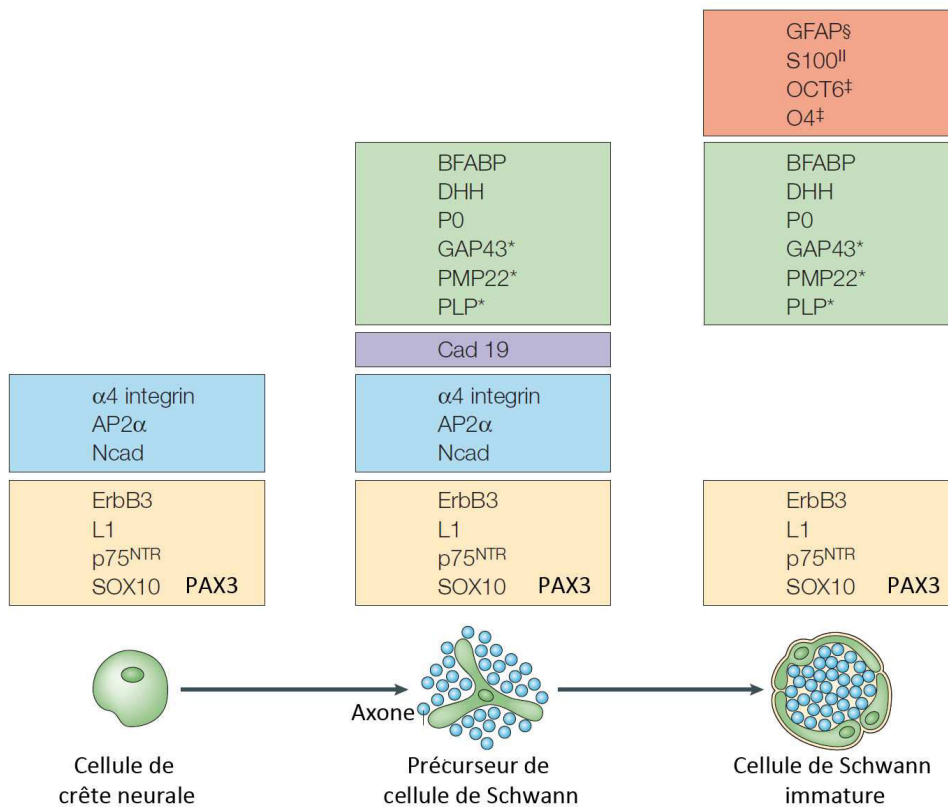 GFAP§
S100II
OCT6‡
O4‡
BFABP
DHH
P0
GAP43*
PMP22*
PLP*
BFABP
DHH
P0
GAP43*
PMP22*
PLP*
Cad 19
α4 integrin
AP2α
Ncad
α4 integrin
AP2α
Ncad
ErbB3
L1
p75NTR
SOX10 PAX3
ErbB3
L1
p75NTR
SOX10 PAX3
ErbB3
L1
p75NTR
SOX10 PAX3
Axone
Cellule de
crête neurale
Précurseur de
cellule de Schwann
Cellule de Schwann
immature